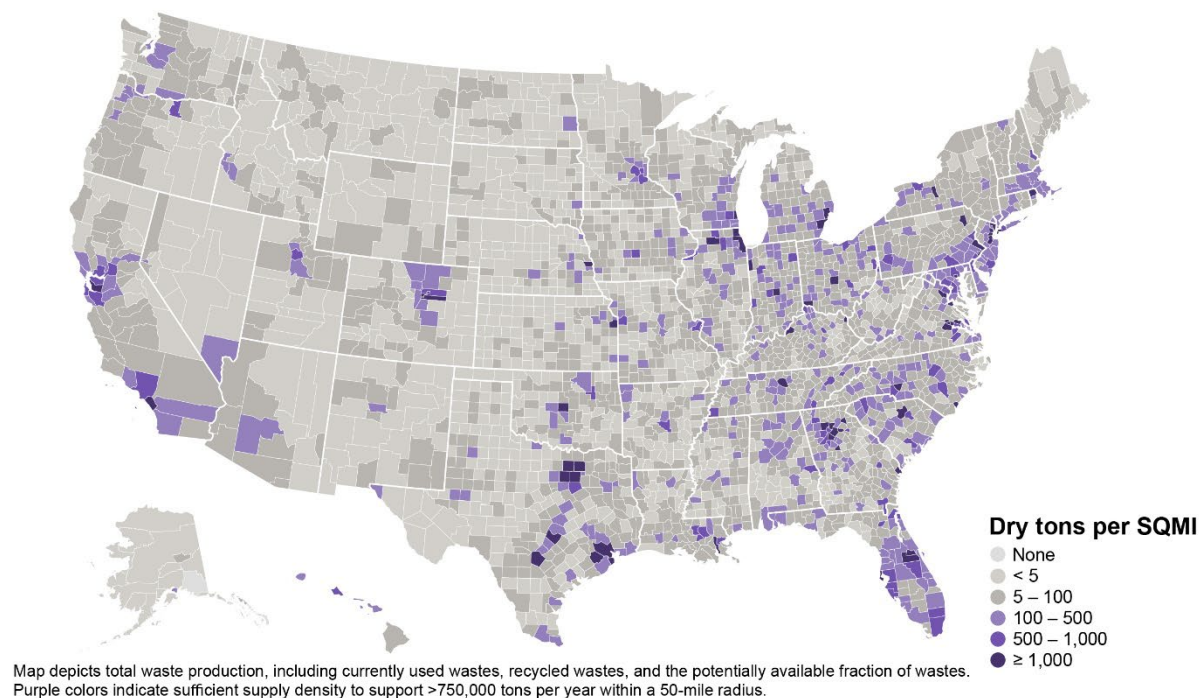 Dry tons per SQMI
None
< 5
5 – 100
100 – 500
500 – 1,000
≥ 1,000
Map depicts total waste production, including currently used wastes, recycled wastes, and the potentially available fraction of wastes.
Purple colors indicate sufficient supply density to support >750,000 tons per year within a 50-mile radius.